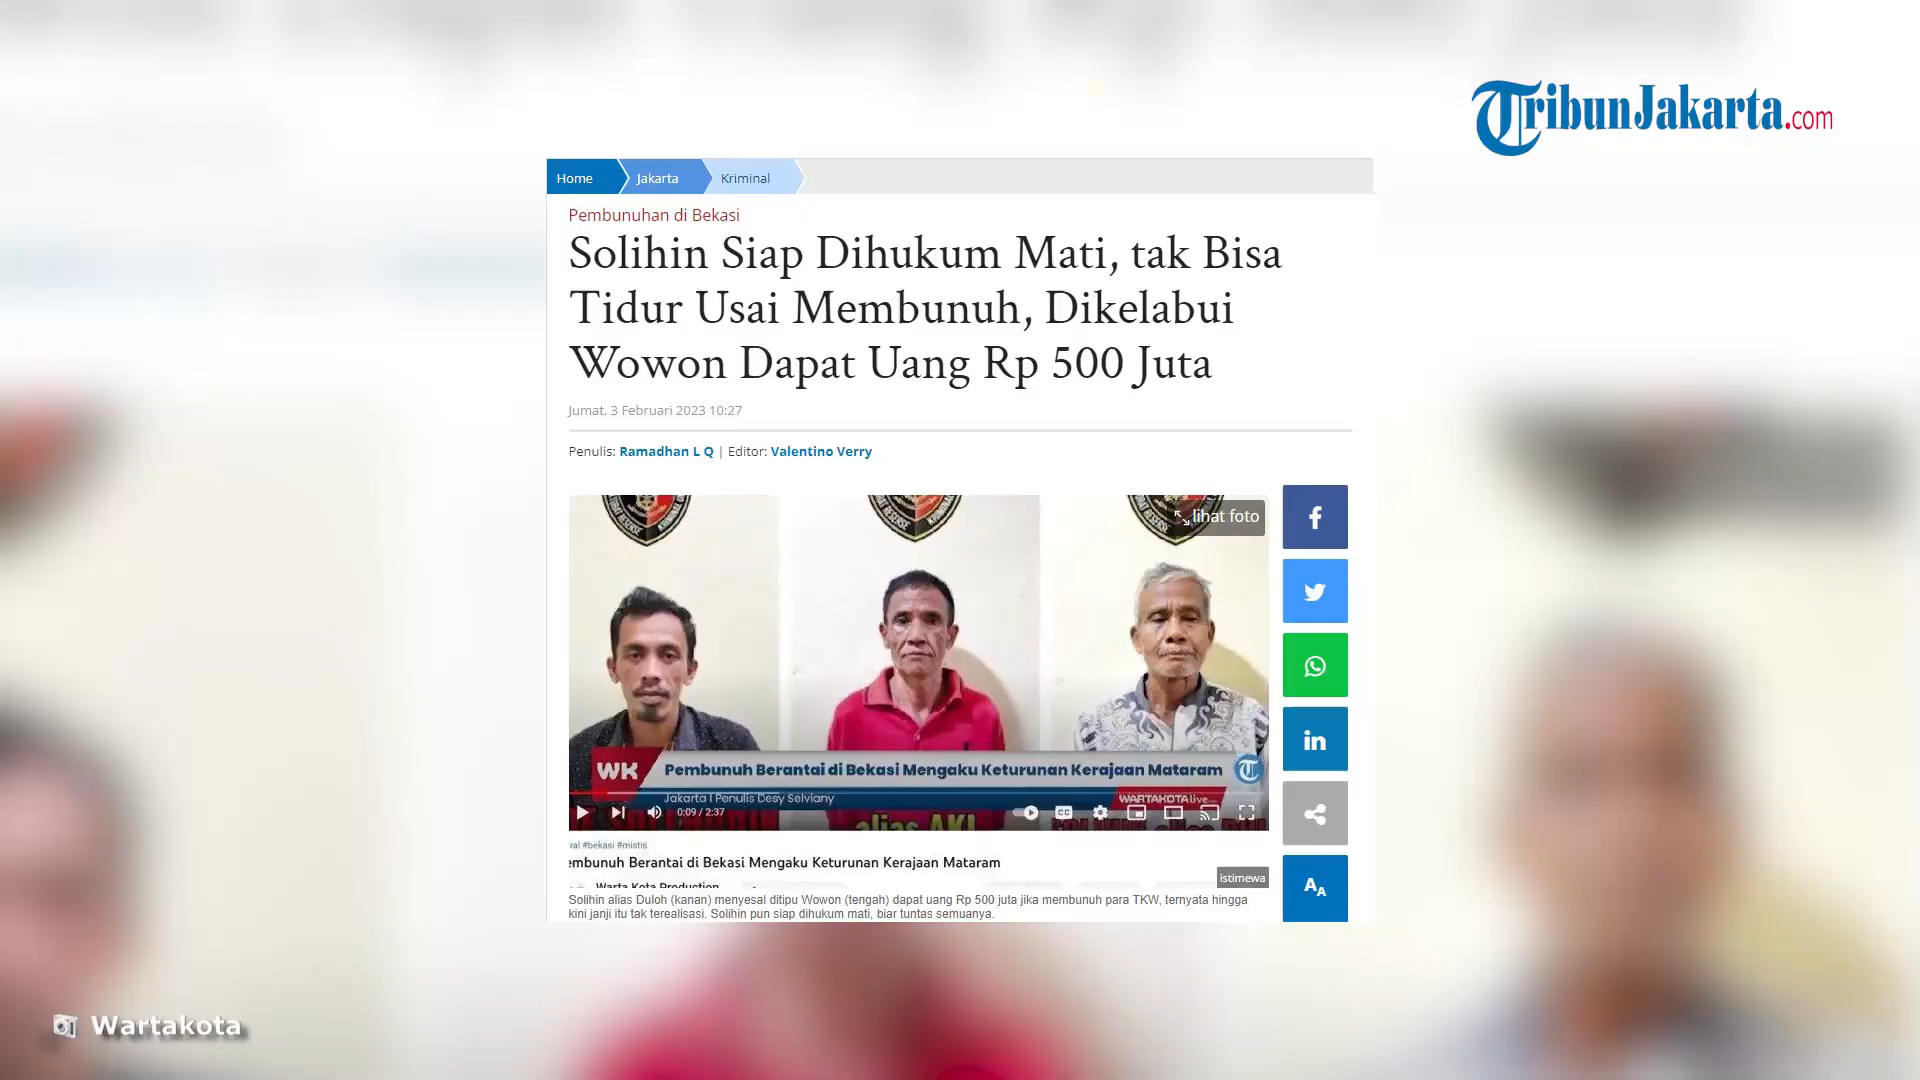 TribunJakarta.com
Home Jakarta Kriminal
Pembunuhan di Bekasi
Solihin Siap Dihukum Mati, tak Bisa
Tidur Usai Membunuh, Dikelabui
Wowon Dapat Uang Rp 500 Juta
Jumat, 3 Februari 2023 10:27
Penulis: Ramadhan L Q | Editor: Valentino Verry
lihat foto
WK Pembunuh Berantai di Bekasi Mengaku Keturunan Kerajaan Mataram
Jakarta | Penulis Desy Selviany
WARTAKOTAlive
0:09 / 2:37
alias AKI
ral #bekasi #mistis
embunuh Berantai di Bekasi Mengaku Keturunan Kerajaan Mataram
istimewa
Warta Kota Production
Solihin alias Duloh (kanan) menyesal ditipu Wowon (tengah) dapat uang Rp 500 juta jika membunuh para TKW, ternyata hingga
kini janji itu tak terealisasi. Solihin pun siap dihukum mati, biar tuntas semuanya.
Wartakota